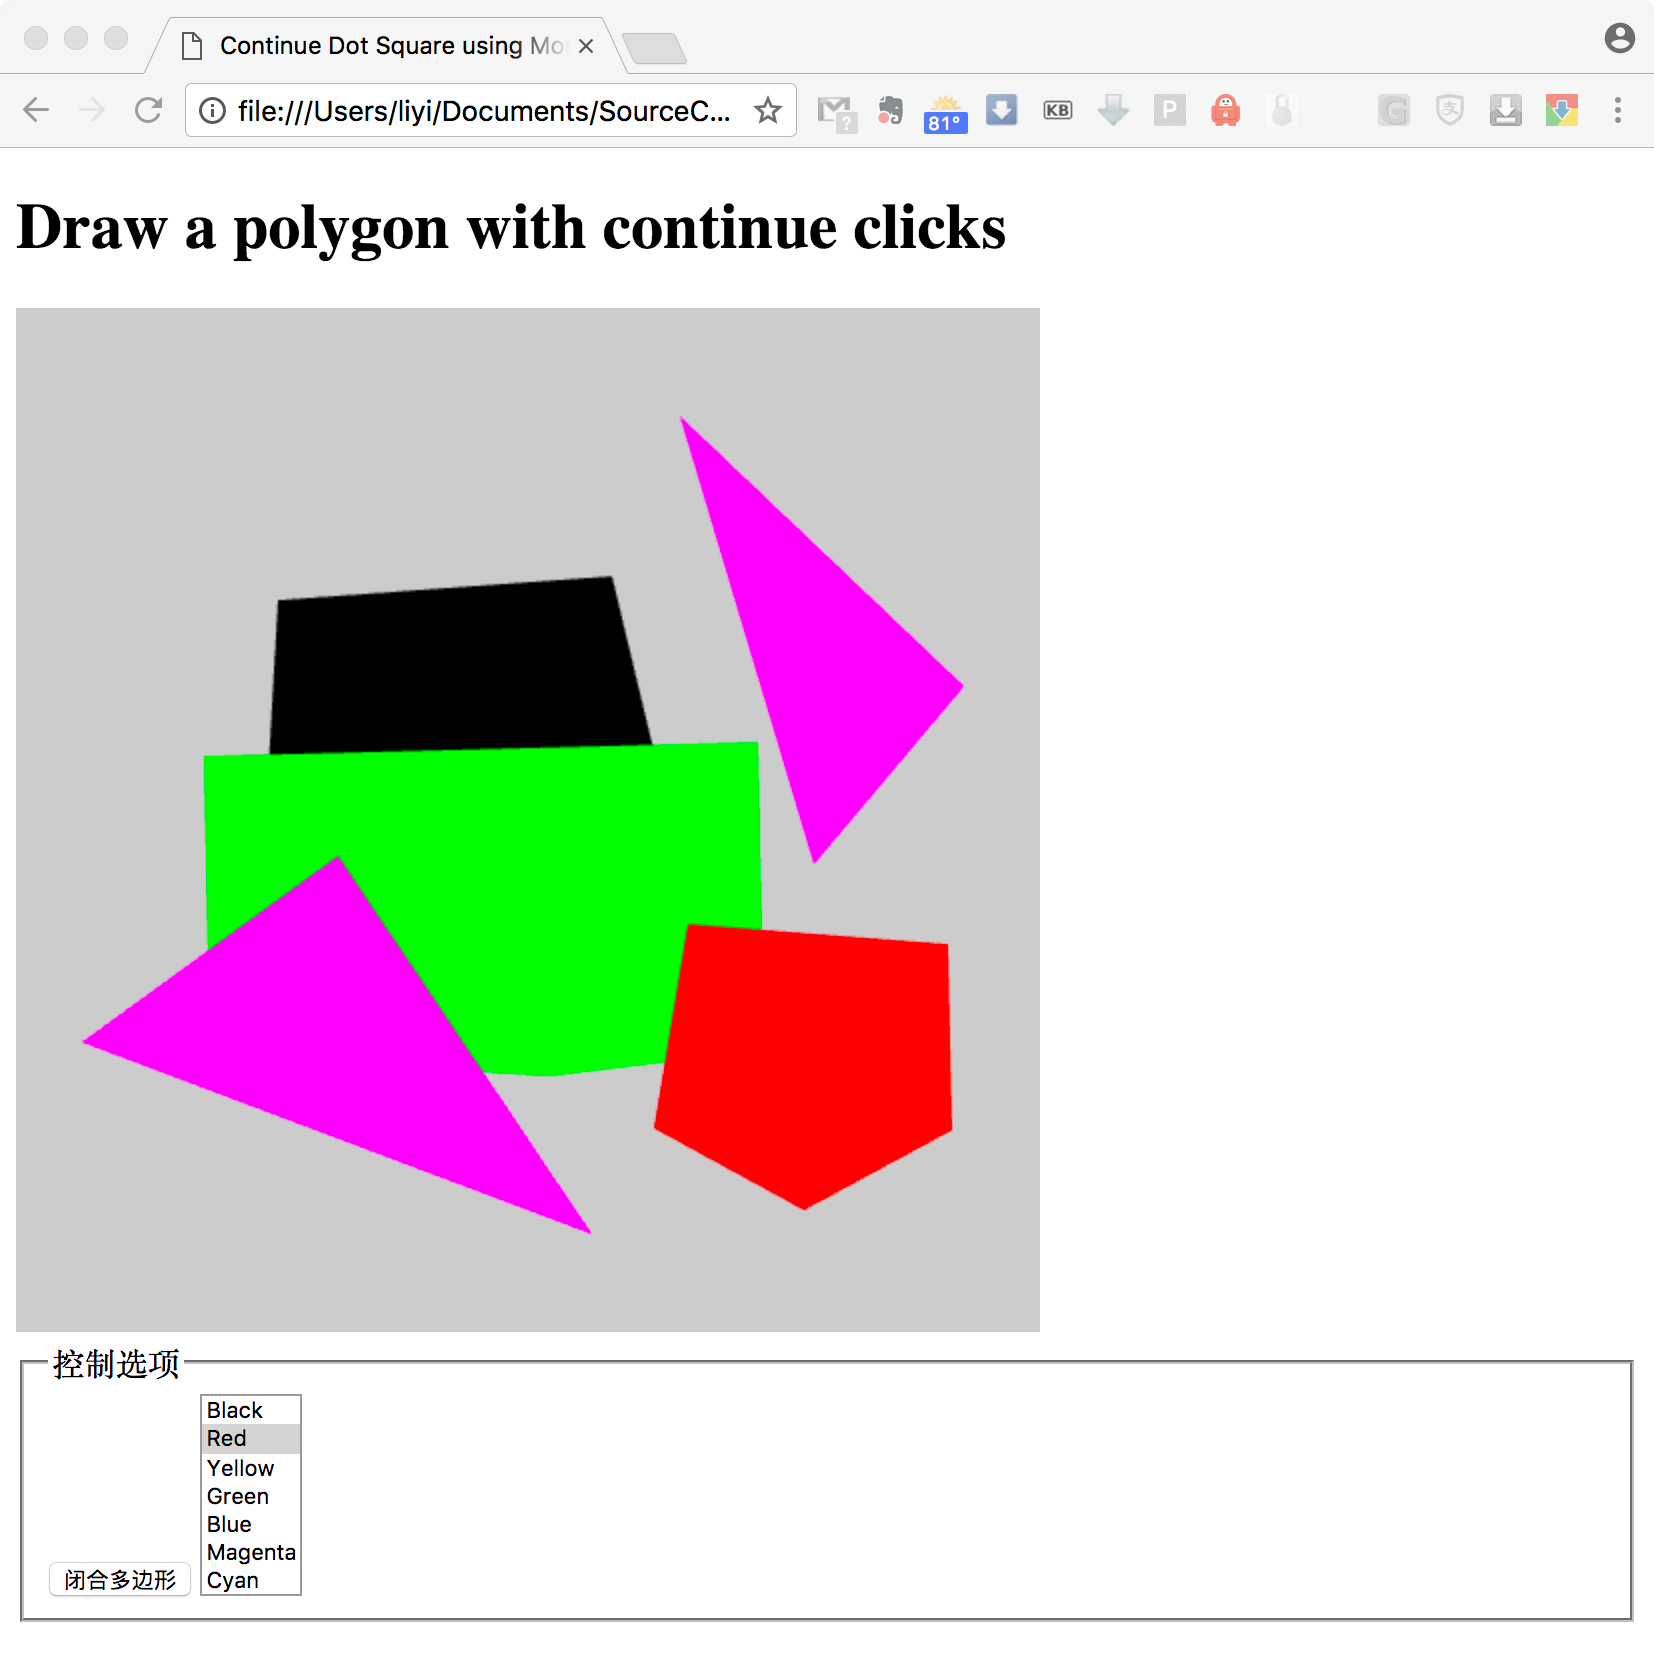 Continue Dot Square using Mo
file:///Users/liyi/Documents/SourceC...
?
81°
KB
P
G
支
Draw a polygon with continue clicks
控制选项
Black
Red
Yellow
Green
Blue
Magenta
Cyan
闭合多边形